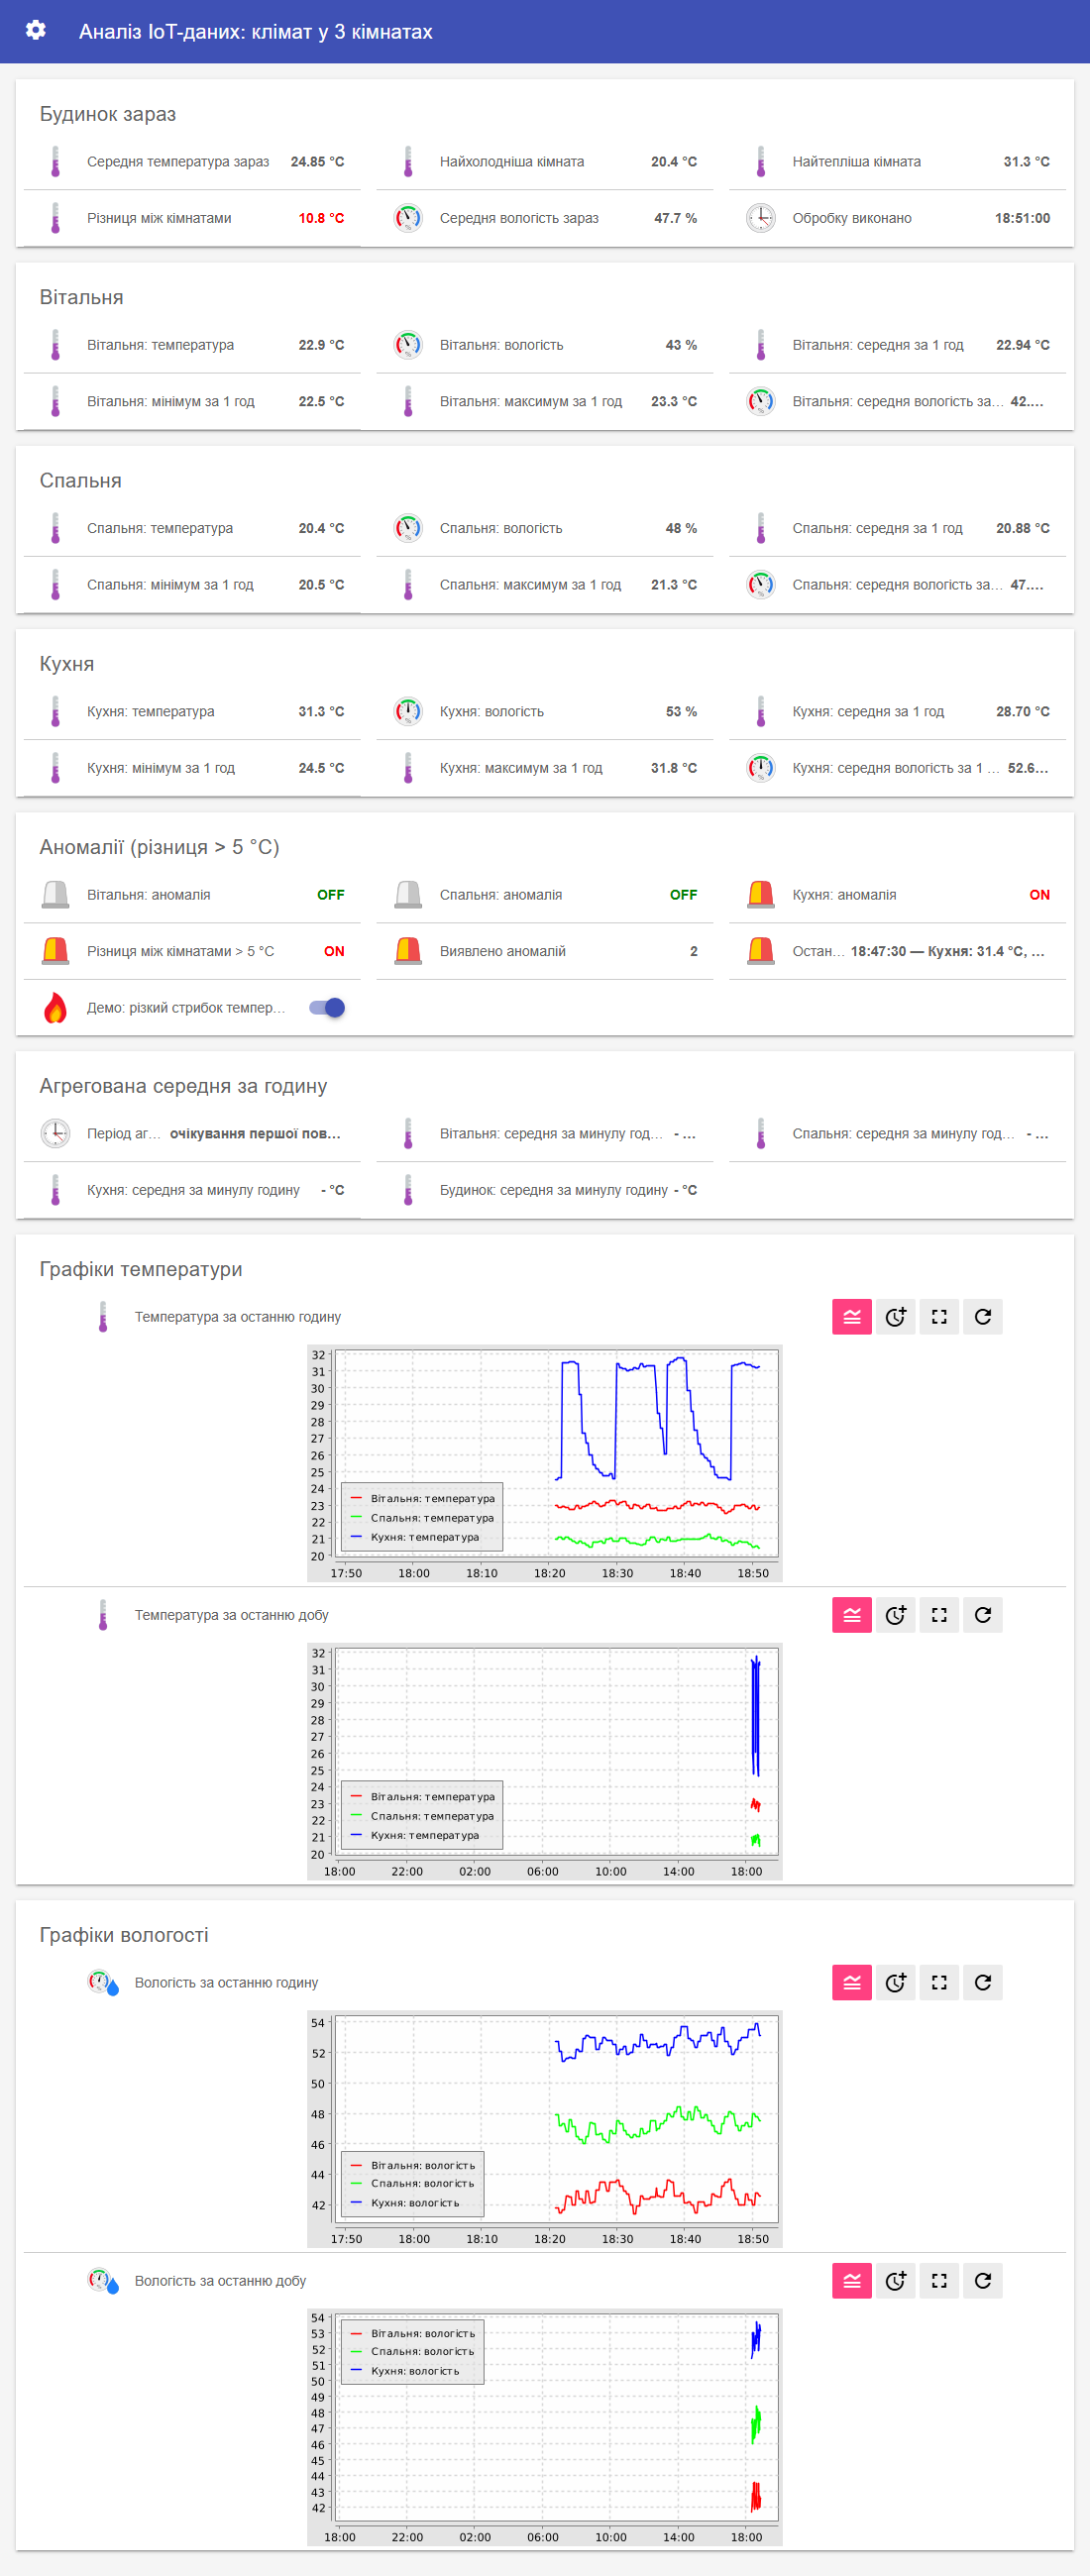 Аналіз IoT-даних: клімат у 3 кімнатах
Будинок зараз
Середня температура зараз 24.85 °C Найхолодніша кімната 20.4 °C Найтепліша кімната 31.3 °C
Різниця між кімнатами 10.8 °C Середня вологість зараз 47.7 % Обробку виконано 18:51:00
Вітальня
Вітальня: температура 22.9 °C Вітальня: вологість 43 % Вітальня: середня за 1 год 22.94 °C
Вітальня: мінімум за 1 год 22.5 °C Вітальня: максимум за 1 год 23.3 °C Вітальня: середня вологість за... 42....
Спальня
Спальня: температура 20.4 °C Спальня: вологість 48 % Спальня: середня за 1 год 20.88 °C
Спальня: мінімум за 1 год 20.5 °C Спальня: максимум за 1 год 21.3 °C Спальня: середня вологість за... 47....
Кухня
Кухня: температура 31.3 °C Кухня: вологість 53 % Кухня: середня за 1 год 28.70 °C
Кухня: мінімум за 1 год 24.5 °C Кухня: максимум за 1 год 31.8 °C Кухня: середня вологість за 1 ... 52.6...
Аномалії (різниця > 5 °C)
Вітальня: аномалія OFF Спальня: аномалія OFF Кухня: аномалія ON
Різниця між кімнатами > 5 °C ON Виявлено аномалій 2 Остан... 18:47:30 — Кухня: 31.4 °C, ...
Демо: різкий стрибок темпер...
Агрегована середня за годину
Період аг... очікування першої пов... Вітальня: середня за минулу год... - ... Спальня: середня за минулу год... - ...
Кухня: середня за минулу годину - °C Будинок: середня за минулу годину - °C
Графіки температури
Температура за останню годину
32
31
30
29
28
27
26
25
24
23
22
21
20
Вітальня: температура
Спальня: температура
Кухня: температура
17:50 18:00 18:10 18:20 18:30 18:40 18:50
Температура за останню добу
32
31
30
29
28
27
26
25
24
23
22
21
20
Вітальня: температура
Спальня: температура
Кухня: температура
18:00 22:00 02:00 06:00 10:00 14:00 18:00
Графіки вологості
Вологість за останню годину
54
52
50
48
46
44
42
Вітальня: вологість
Спальня: вологість
Кухня: вологість
17:50 18:00 18:10 18:20 18:30 18:40 18:50
Вологість за останню добу
54
53
52
51
50
49
48
47
46
45
44
43
42
Вітальня: вологість
Спальня: вологість
Кухня: вологість
18:00 22:00 02:00 06:00 10:00 14:00 18:00